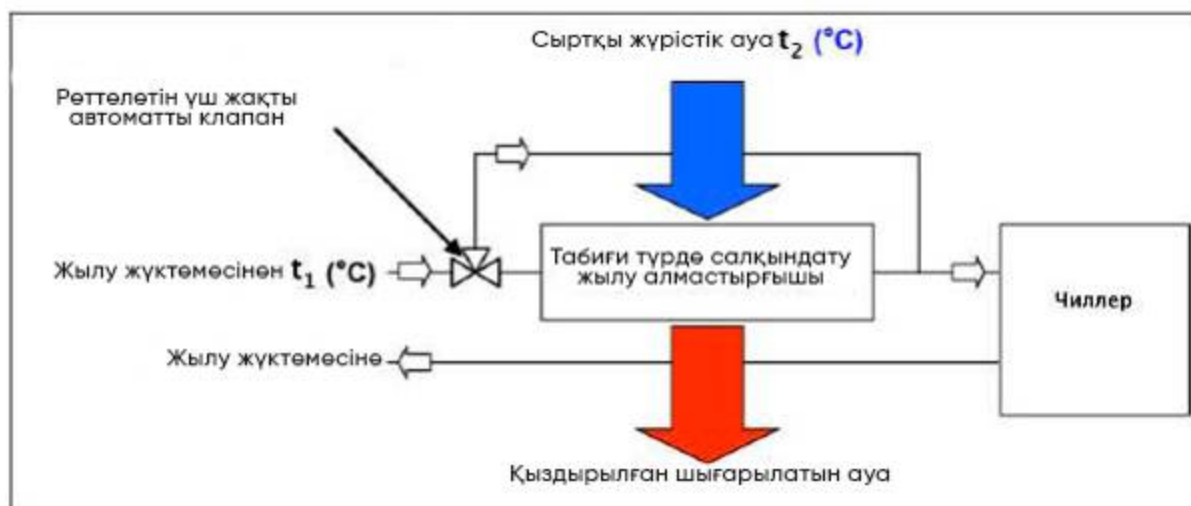 Сыртқы жүрістік ауа t₂ (°C)
Реттелетін үш жақты
автоматты клапан
Жылу жүктемесінен t₁ (°C)
Табиғи түрде салқындату
жылу алмастырғышы
Чиллер
Жылу жүктемесіне
Қыздырылған шығарылатын ауа